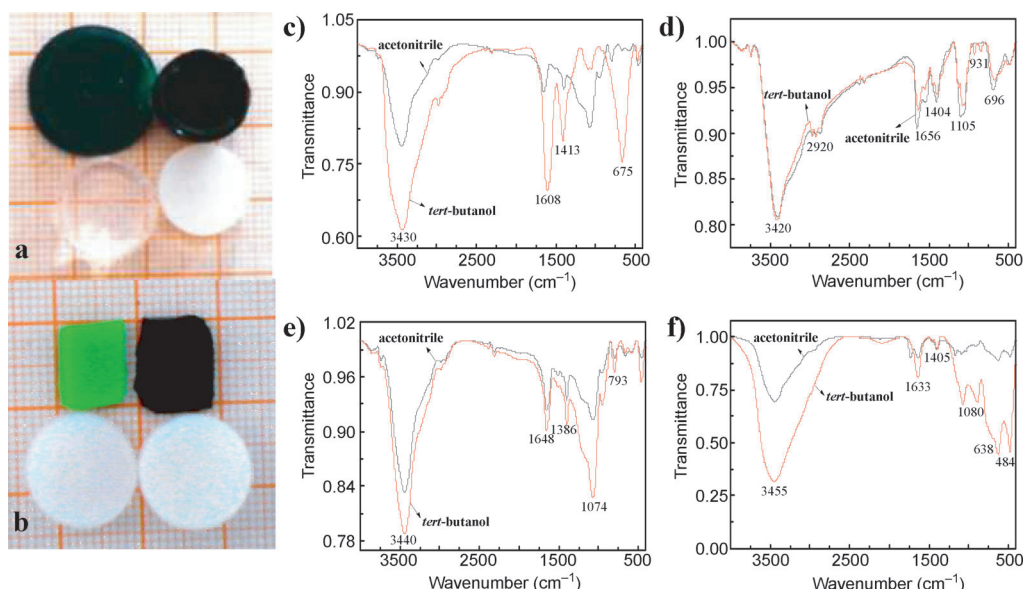 a
b
c)
1.05
0.90
0.75
0.60
Transmittance
acetonitrile
tert-butanol
3430
1608
1413
675
3500 2500 1500 500
Wavenumber (cm⁻¹)
d)
1.00
0.95
0.90
0.85
0.80
Transmittance
tert-butanol
acetonitrile
3420
2920
1656
1404
1105
931
696
3500 2500 1500 500
Wavenumber (cm⁻¹)
e)
1.02
0.96
0.90
0.84
0.78
Transmittance
acetonitrile
tert-butanol
3440
1648
1386
1074
793
3500 2500 1500 500
Wavenumber (cm⁻¹)
f)
1.00
0.75
0.50
0.25
0.00
Transmittance
acetonitrile
tert-butanol
3455
1633
1405
1080
638
484
3500 2500 1500 500
Wavenumber (cm⁻¹)